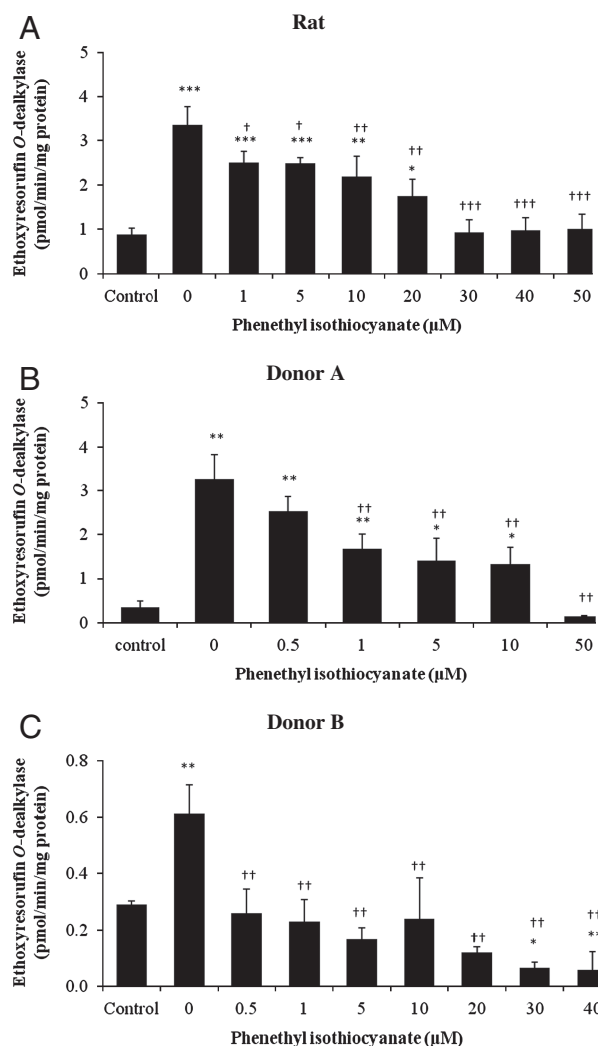 A
Rat
Ethoxyresorufin O-dealkylase
(pmol/min/mg protein)
5
4
3
2
1
0
***
†
***
†
***
††
**
††
*
†††
†††
†††
Control 0 1 5 10 20 30 40 50
Phenethyl isothiocyanate (µM)
B
Donor A
Ethoxyresorufin O-dealkylase
(pmol/min/mg protein)
5
4
3
2
1
0
**
**
††
**
††
*
††
*
††
control 0 0.5 1 5 10 50
Phenethyl isothiocyanate (µM)
C
Donor B
Ethoxyresorufin O-dealkylase
(pmol/min/mg protein)
0.8
0.6
0.4
0.2
0.0
**
††
††
††
††
††
††
*
††
**
Control 0 0.5 1 5 10 20 30 40
Phenethyl isothiocyanate (µM)